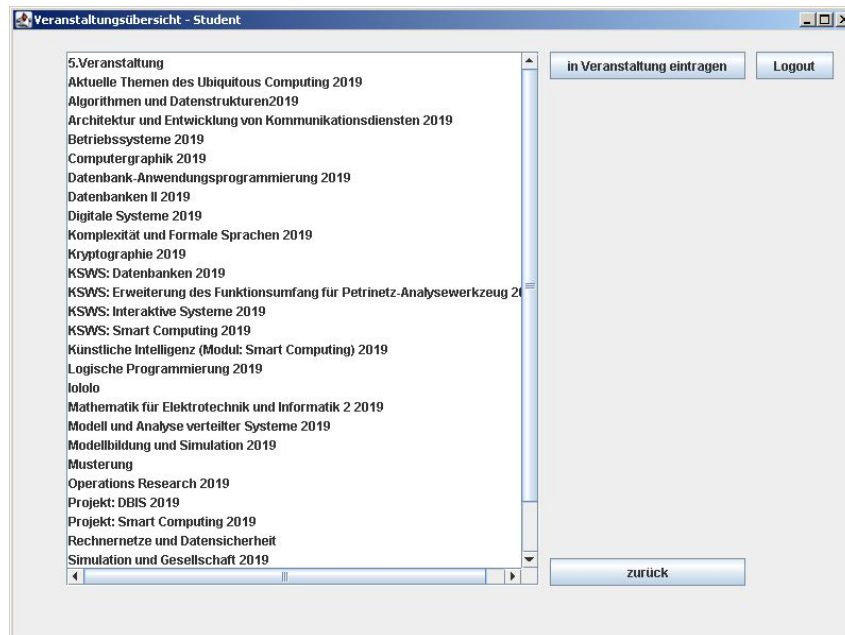 Veranstaltungsübersicht - Student
5.Veranstaltung
Aktuelle Themen des Ubiquitous Computing 2019
Algorithmen und Datenstrukturen2019
Architektur und Entwicklung von Kommunikationsdiensten 2019
Betriebssysteme 2019
Computergraphik 2019
Datenbank-Anwendungsprogrammierung 2019
Datenbanken II 2019
Digitale Systeme 2019
Komplexität und Formale Sprachen 2019
Kryptographie 2019
KSWS: Datenbanken 2019
KSWS: Erweiterung des Funktionsumfang für Petrinetz-Analysewerkzeug
KSWS: Interaktive Systeme 2019
KSWS: Smart Computing 2019
Künstliche Intelligenz (Modul: Smart Computing) 2019
Logische Programmierung 2019
lololo
Mathematik für Elektrotechnik und Informatik 2 2019
Modell und Analyse verteilter Systeme 2019
Modellbildung und Simulation 2019
Musterung
Operations Research 2019
Projekt: DBIS 2019
Projekt: Smart Computing 2019
Rechnernetze und Datensicherheit
Simulation und Gesellschaft 2019
in Veranstaltung eintragen
Logout
zurück